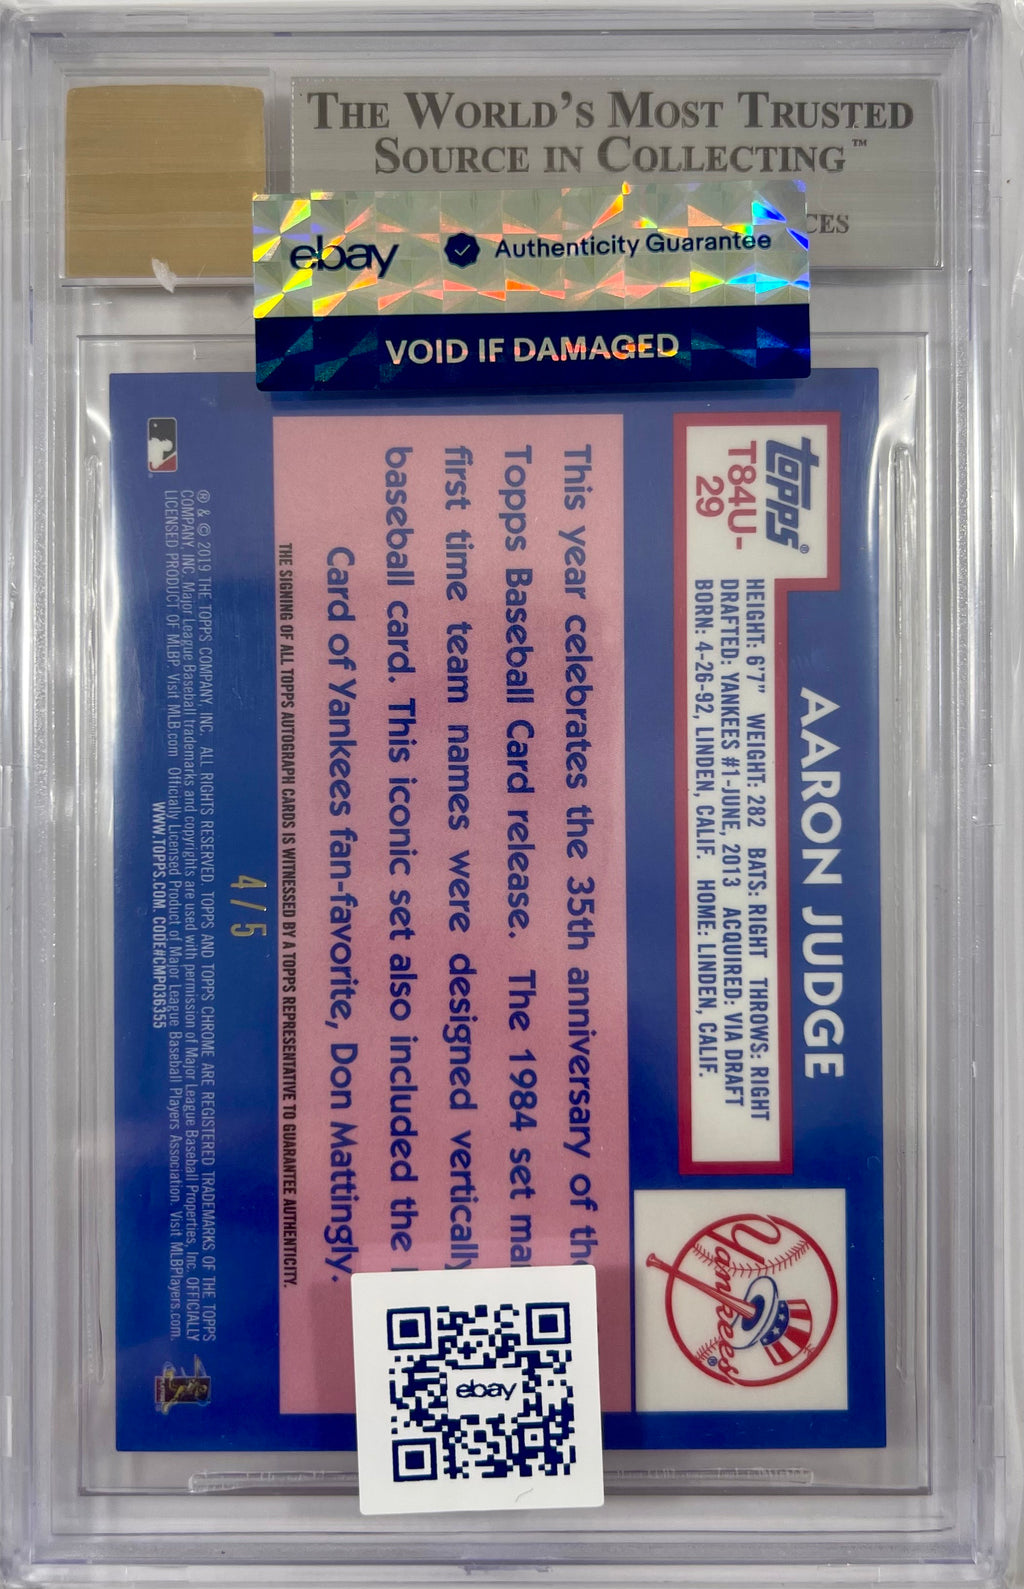 THE WORLD'S MOST TRUSTED
SOURCE IN COLLECTING™
CES
ebay Authenticity Guarantee
VOID IF DAMAGED
topps®
T84U-
29
AARON JUDGE
HEIGHT: 6'7" WEIGHT: 282 BATS: RIGHT THROWS: RIGHT
DRAFTED: YANKEES #1-JUNE, 2013 ACQUIRED: VIA DRAFT
BORN: 4-26-92, LINDEN, CALIF. HOME: LINDEN, CALIF.
Yankees®
This year celebrates the 35th anniversary of the
Topps Baseball Card release. The 1984 set ma
first time team names were designed vertically
baseball card. This iconic set also included the
Card of Yankees fan-favorite, Don Mattingly.
THE SIGNING OF ALL TOPPS AUTOGRAPH CARDS IS WITNESSED BY A TOPPS REPRESENTATIVE TO GUARANTEE AUTHENTICITY.
4/5
® & © 2019 THE TOPPS COMPANY, INC. ALL RIGHTS RESERVED. TOPPS AND TOPPS CHROME ARE REGISTERED TRADEMARKS OF THE TOPPS
COMPANY, INC. Major League Baseball trademarks and copyrights are used with permission of Major League Baseball Properties, Inc. OFFICIALLY
LICENSED PRODUCT OF MLBP. Visit MLB.com Officially Licensed Product of Major League Baseball Players Association. Visit MLBPlayers.com.
WWW.TOPPS.COM. CODE#CMP036355
ebay